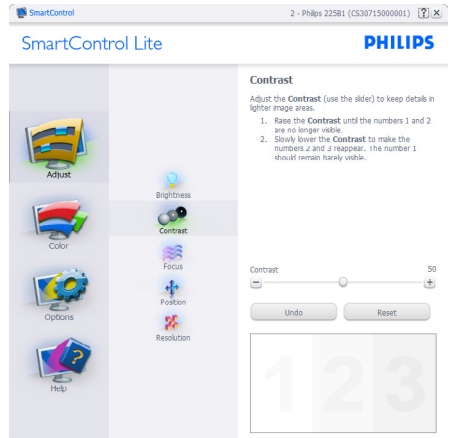 SmartControl
2 - Philips 225B1 (CS30715000001)
?
SmartControl Lite
PHILIPS
Adjust
Color
Options
?
Help
Brightness
Contrast
Focus
Position
Resolution
Contrast
Adjust the Contrast (use the slider) to keep details in
lighter image areas.
1. Raise the Contrast until the numbers 1 and 2
are no longer visible.
2. Slowly lower the Contrast to make the
numbers 2 and 3 reappear. The number 1
should remain barely visible.
Contrast
50
Undo
Reset
1 2 3